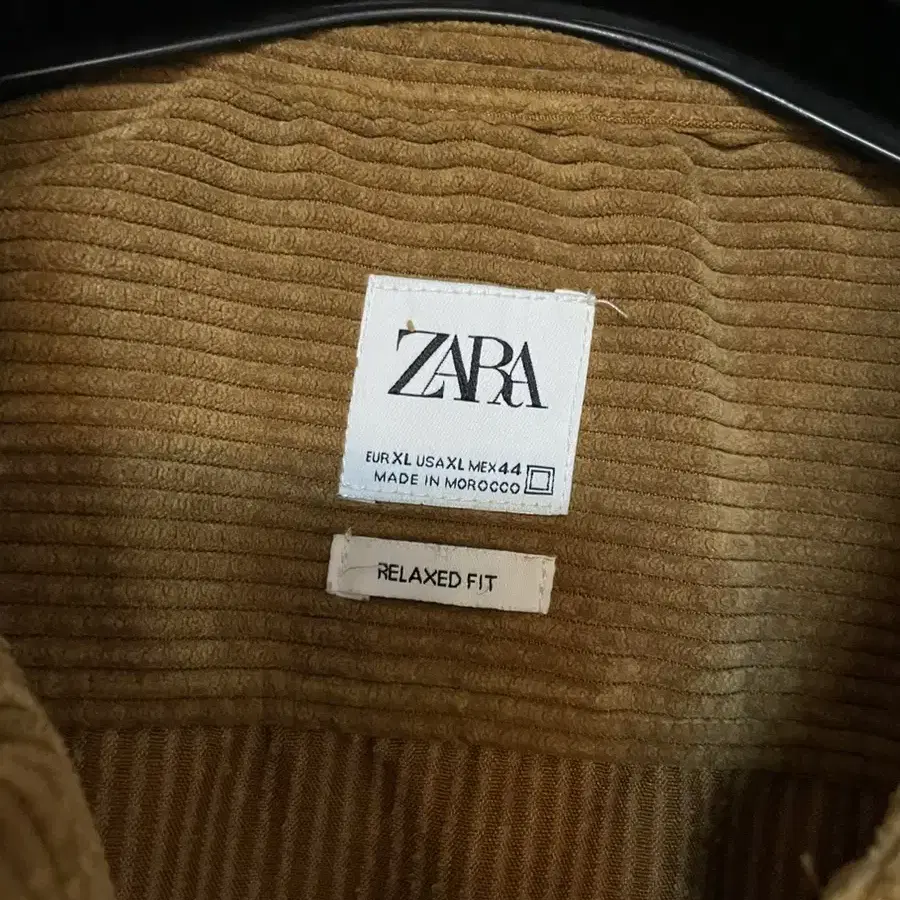 ZARA
EUR XL USA XL MEX 44
MADE IN MOROCCO
RELAXED FIT